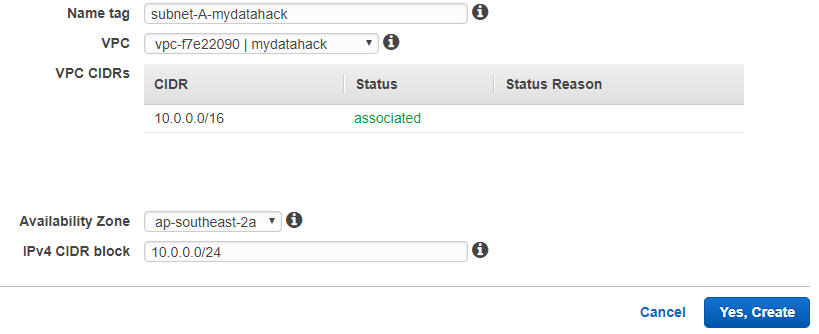 Name tag subnet-A-mydatahack
VPC vpc-f7e22090 | mydatahack
VPC CIDRs
CIDR Status Status Reason
10.0.0.0/16 associated
Availability Zone ap-southeast-2a
IPv4 CIDR block 10.0.0.0/24
Cancel Yes, Create